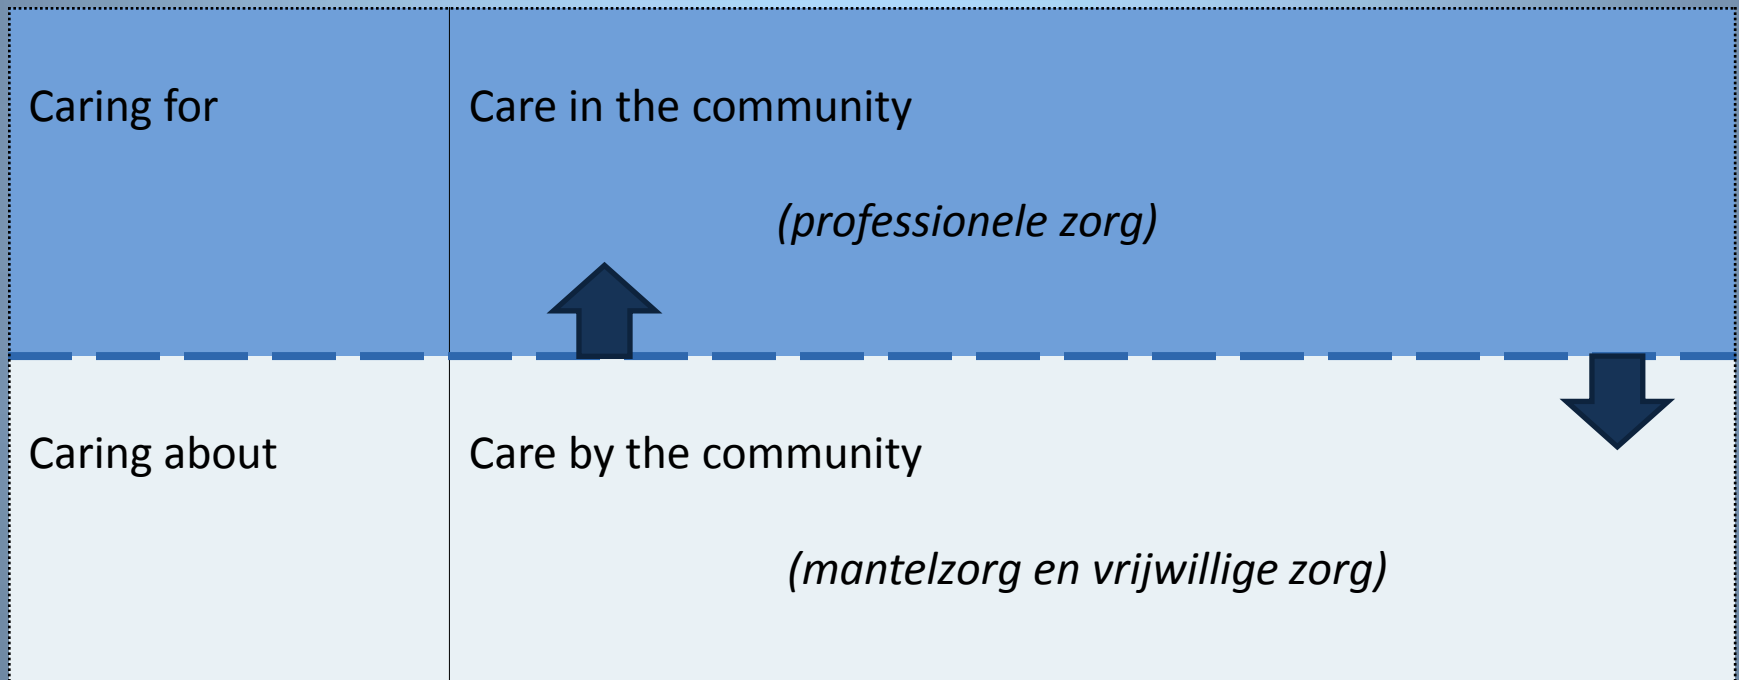 Caring for
Care in the community
(professionele zorg)
Caring about
Care by the community
(mantelzorg en vrijwillige zorg)